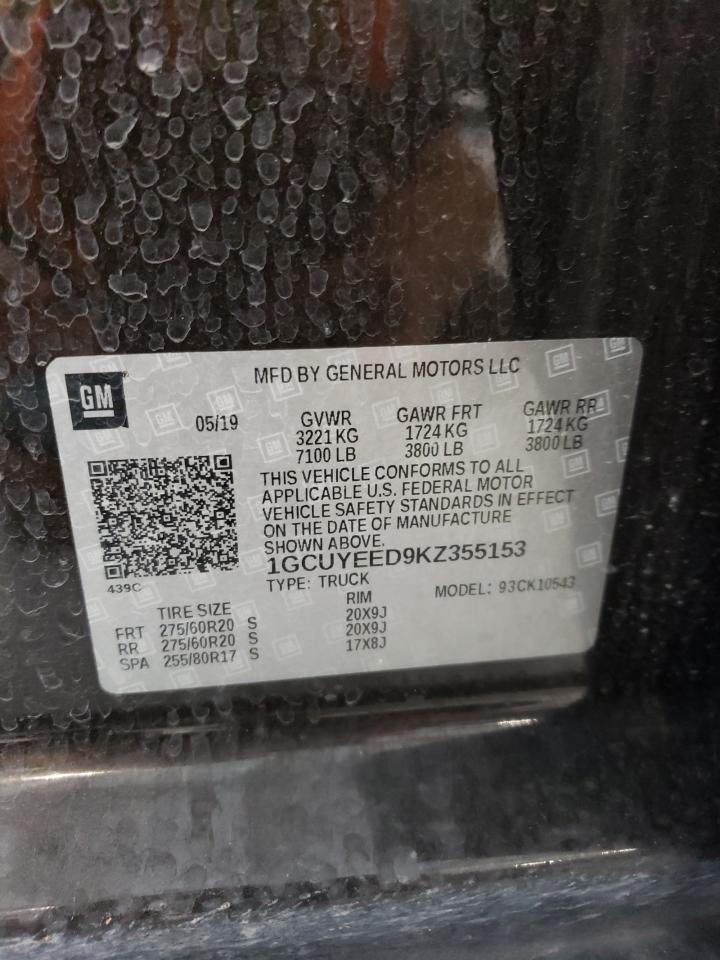 GM
MFD BY GENERAL MOTORS LLC
05/19 GVWR GAWR FRT GAWR RR
3221 KG 1724 KG 1724 KG
7100 LB 3800 LB 3800 LB
THIS VEHICLE CONFORMS TO ALL
APPLICABLE U.S. FEDERAL MOTOR
VEHICLE SAFETY STANDARDS IN EFFECT
ON THE DATE OF MANUFACTURE
SHOWN ABOVE.
1GCUYEED9KZ355153
439C TYPE: TRUCK MODEL: 93CK10543
TIRE SIZE RIM
FRT 275/60R20 S 20X9J
RR 275/60R20 S 20X9J
SPA 255/80R17 S 17X8J